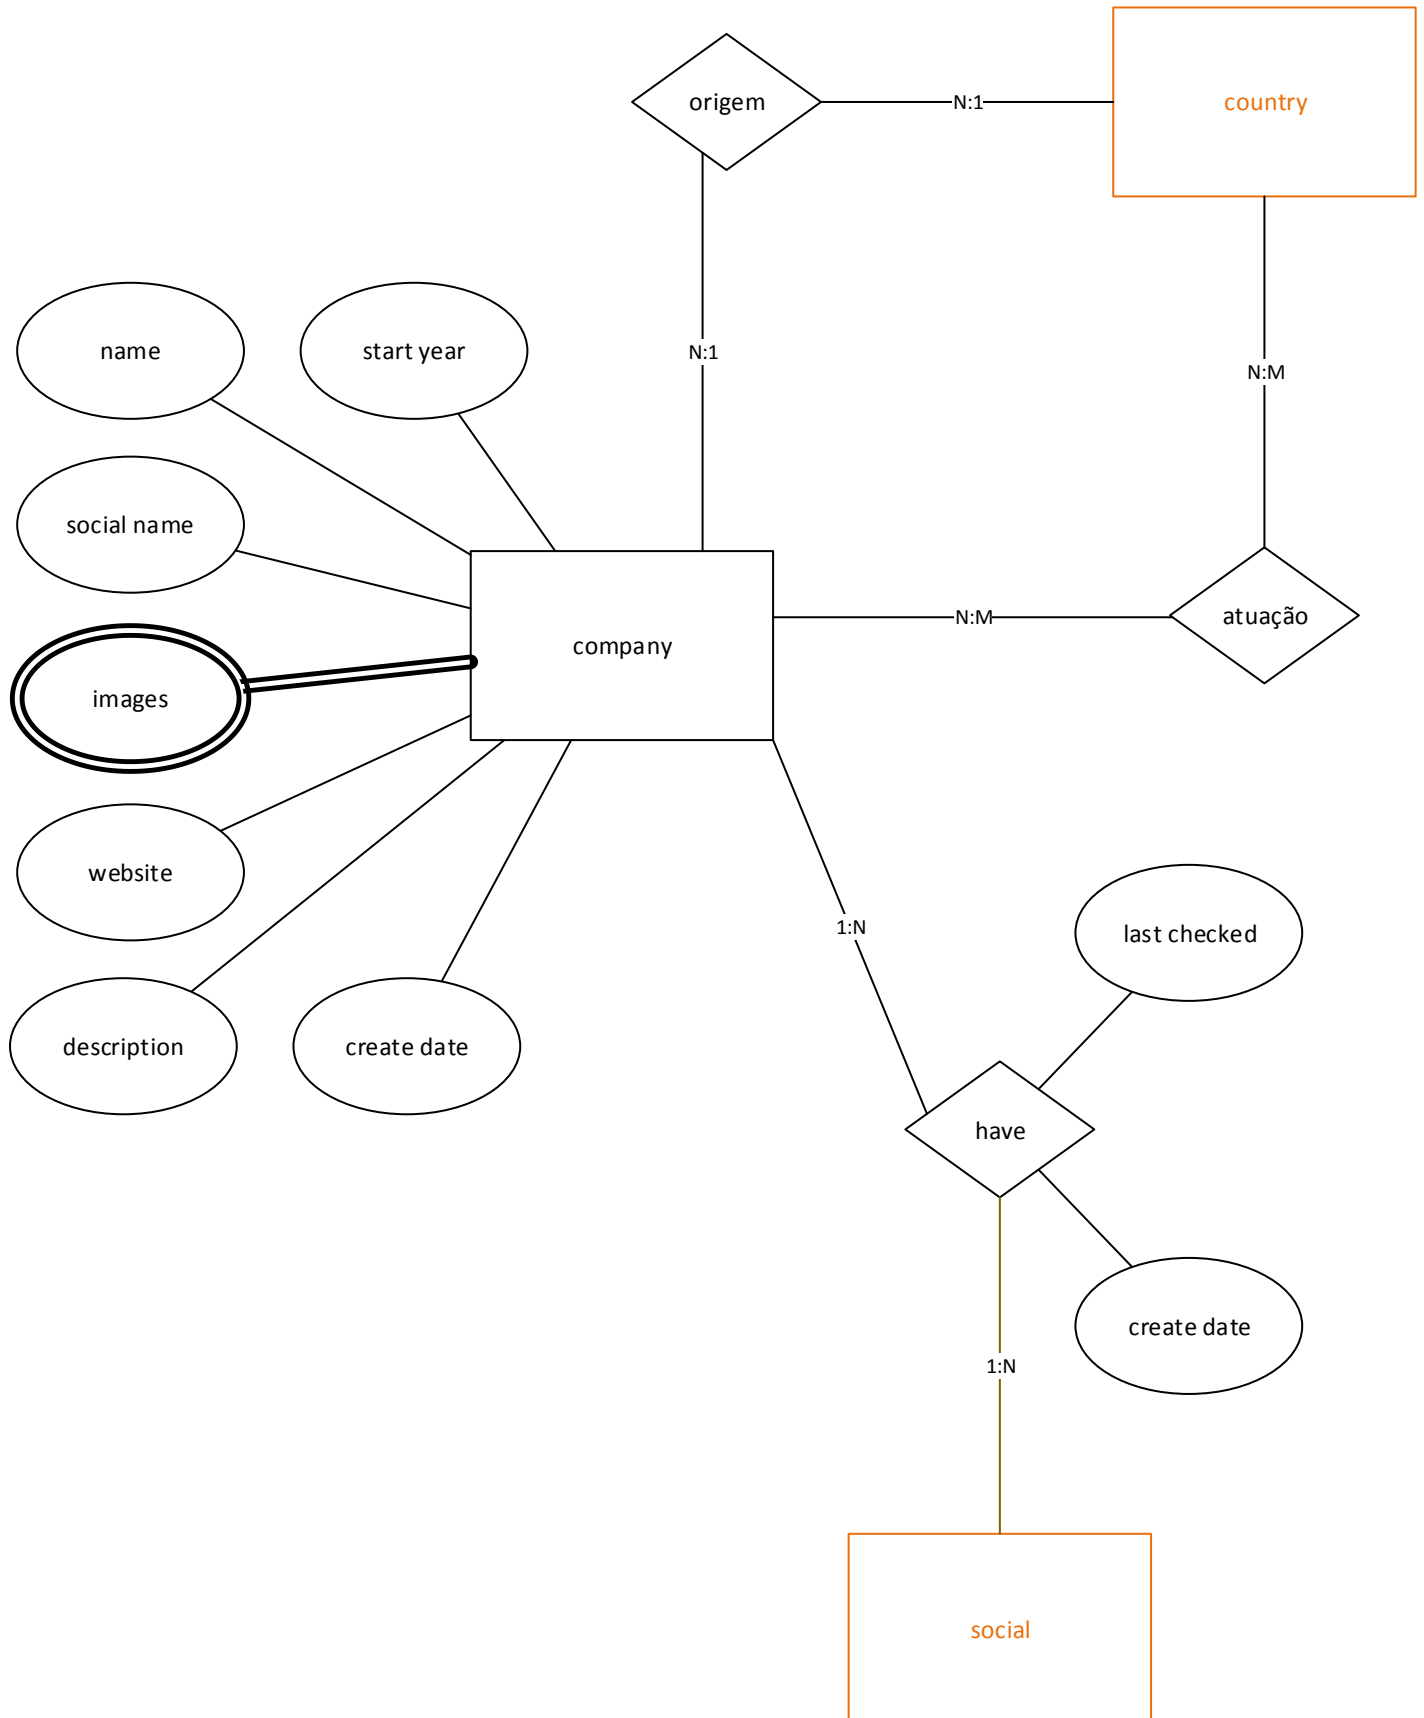 origem
N:1
country
N:1
N:M
name
start year
social name
company
N:M
atuação
images
website
1:N
last checked
description
create date
have
create date
1:N
social